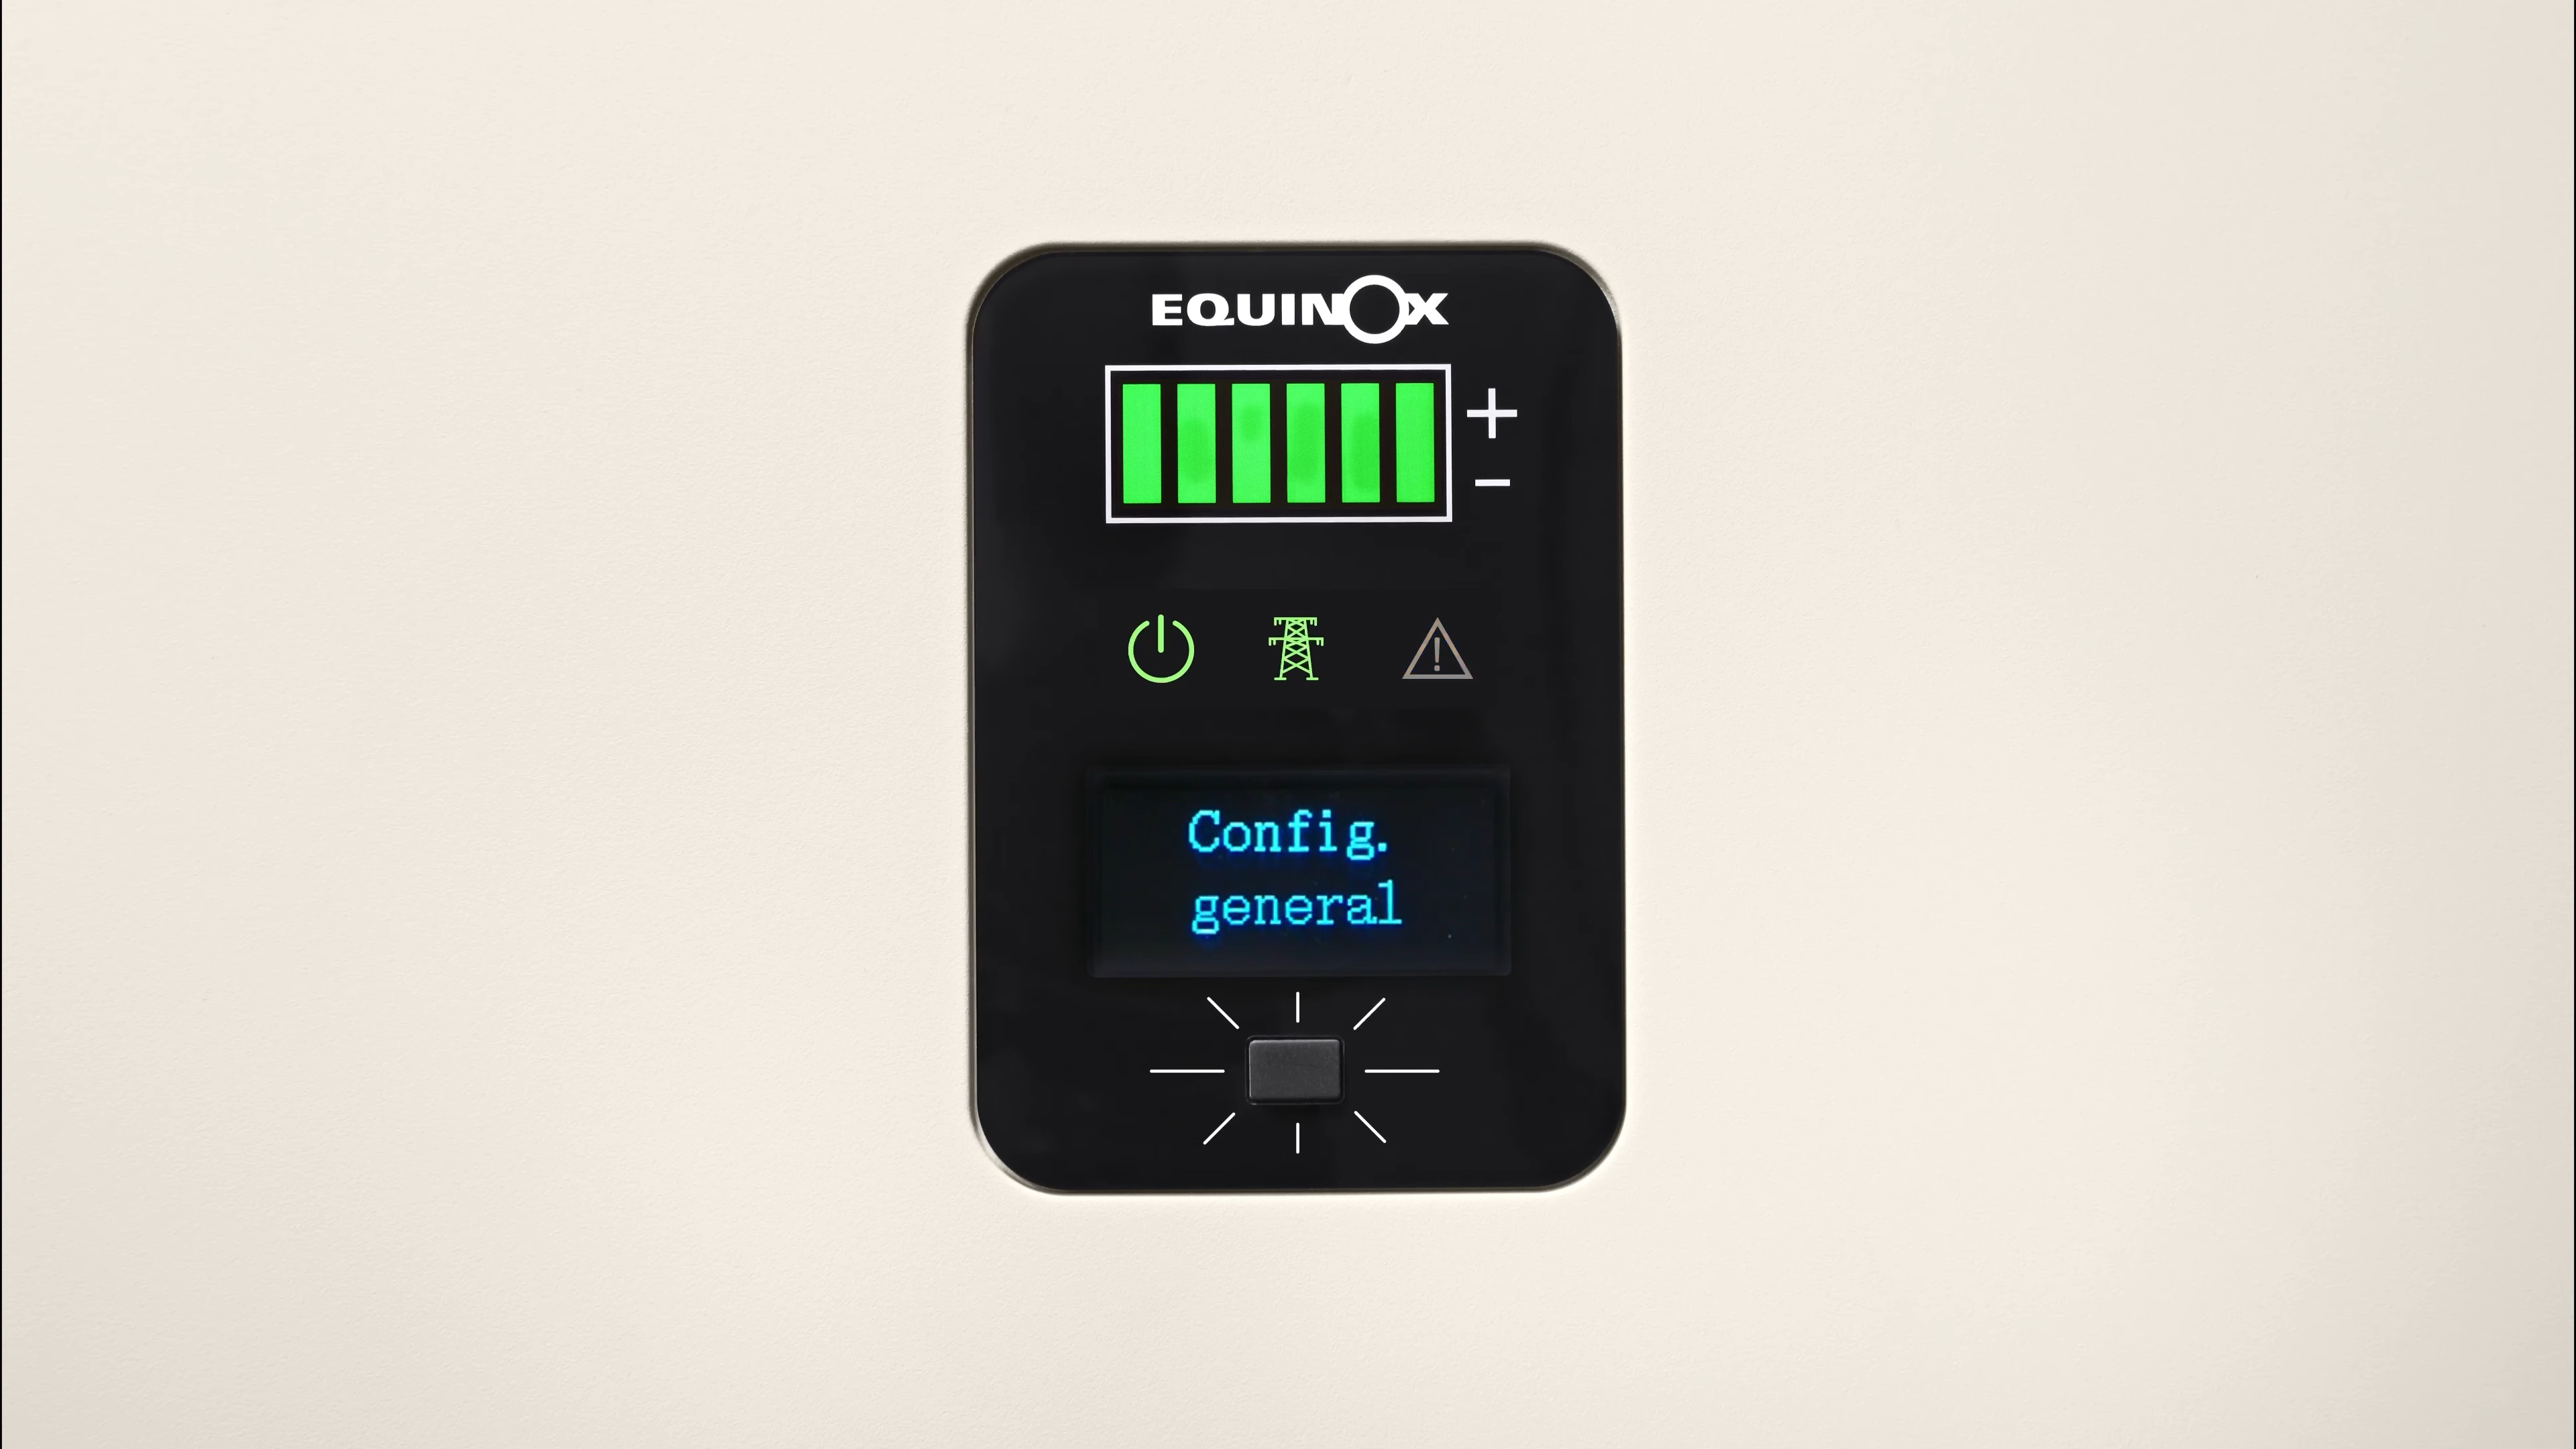 EQUINOX
+
-
Config.
general